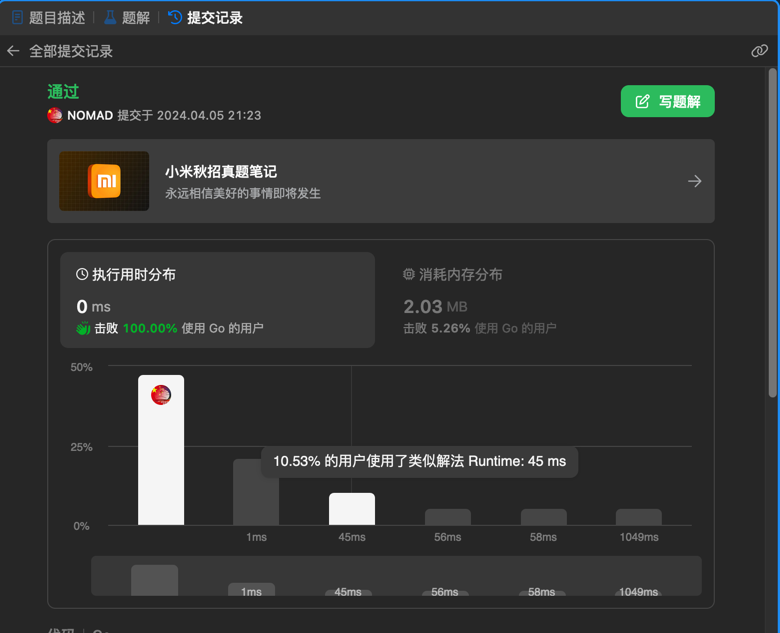 题目描述 题解 提交记录
全部提交记录
通过
NOMAD 提交于 2024.04.05 21:23
写题解
小米秋招真题笔记
永远相信美好的事情即将发生
执行用时分布
0 ms
击败 100.00% 使用 Go 的用户
消耗内存分布
2.03 MB
击败 5.26% 使用 Go 的用户
50%
25%
0%
10.53% 的用户使用了类似解法 Runtime: 45 ms
1ms 45ms 56ms 58ms 1049ms
1ms 45ms 56ms 58ms 1049ms